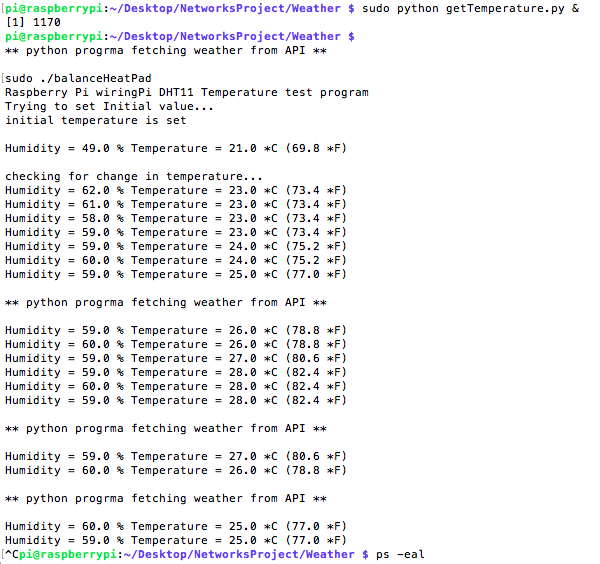 [pi@raspberrypi:~/Desktop/NetworksProject/Weather $ sudo python getTemperature.py &
[1] 1170
pi@raspberrypi:~/Desktop/NetworksProject/Weather $
** python progrma fetching weather from API **
[sudo ./balanceHeatPad
Raspberry Pi wiringPi DHT11 Temperature test program
Trying to set Initial value...
initial temperature is set
Humidity = 49.0 % Temperature = 21.0 *C (69.8 *F)
checking for change in temperature...
Humidity = 62.0 % Temperature = 23.0 *C (73.4 *F)
Humidity = 61.0 % Temperature = 23.0 *C (73.4 *F)
Humidity = 58.0 % Temperature = 23.0 *C (73.4 *F)
Humidity = 59.0 % Temperature = 23.0 *C (73.4 *F)
Humidity = 59.0 % Temperature = 24.0 *C (75.2 *F)
Humidity = 60.0 % Temperature = 24.0 *C (75.2 *F)
Humidity = 59.0 % Temperature = 25.0 *C (77.0 *F)
** python progrma fetching weather from API **
Humidity = 59.0 % Temperature = 26.0 *C (78.8 *F)
Humidity = 60.0 % Temperature = 26.0 *C (78.8 *F)
Humidity = 59.0 % Temperature = 27.0 *C (80.6 *F)
Humidity = 59.0 % Temperature = 28.0 *C (82.4 *F)
Humidity = 60.0 % Temperature = 28.0 *C (82.4 *F)
Humidity = 59.0 % Temperature = 28.0 *C (82.4 *F)
** python progrma fetching weather from API **
Humidity = 59.0 % Temperature = 27.0 *C (80.6 *F)
Humidity = 60.0 % Temperature = 26.0 *C (78.8 *F)
** python progrma fetching weather from API **
Humidity = 60.0 % Temperature = 25.0 *C (77.0 *F)
Humidity = 59.0 % Temperature = 25.0 *C (77.0 *F)
[^Cpi@raspberrypi:~/Desktop/NetworksProject/Weather $ ps -eal